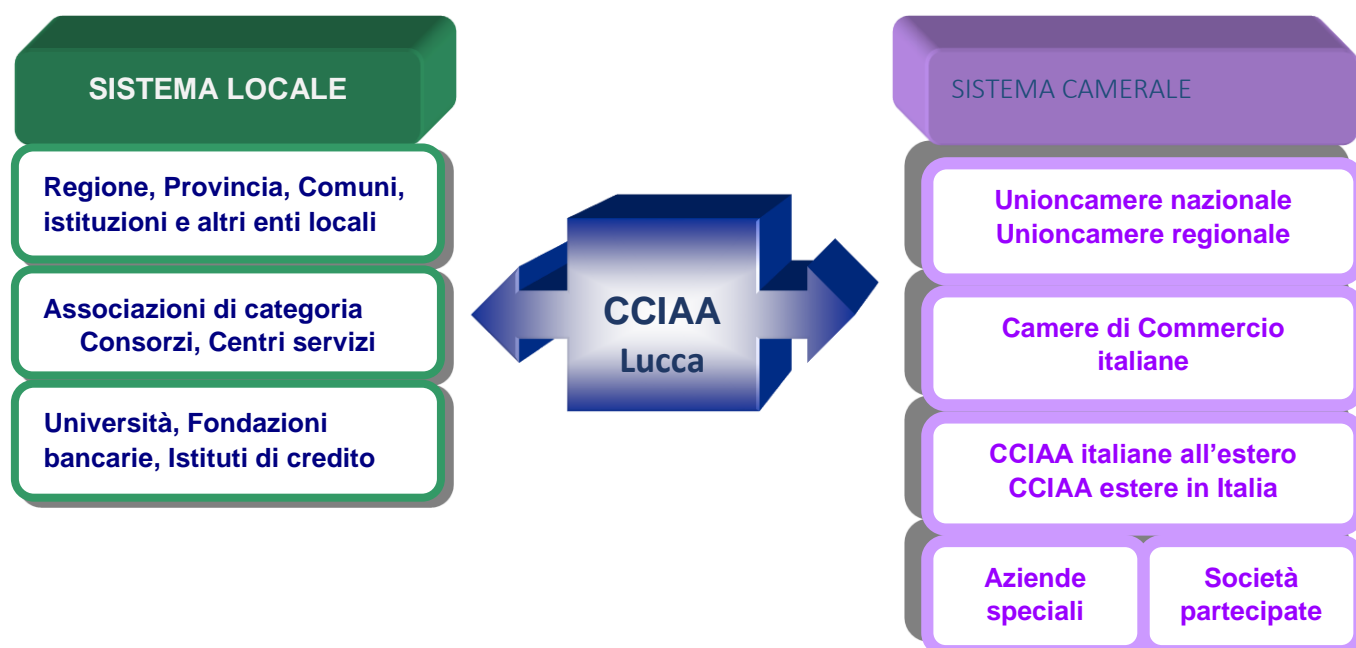 SISTEMA LOCALE
Regione, Provincia, Comuni,
istituzioni e altri enti locali
Associazioni di categoria
Consorzi, Centri servizi
Università, Fondazioni
bancarie, Istituti di credito
CCIAA
Lucca
SISTEMA CAMERALE
Unioncamere nazionale
Unioncamere regionale
Camere di Commercio
italiane
CCIAA italiane all’estero
CCIAA estere in Italia
Aziende
speciali
Società
partecipate